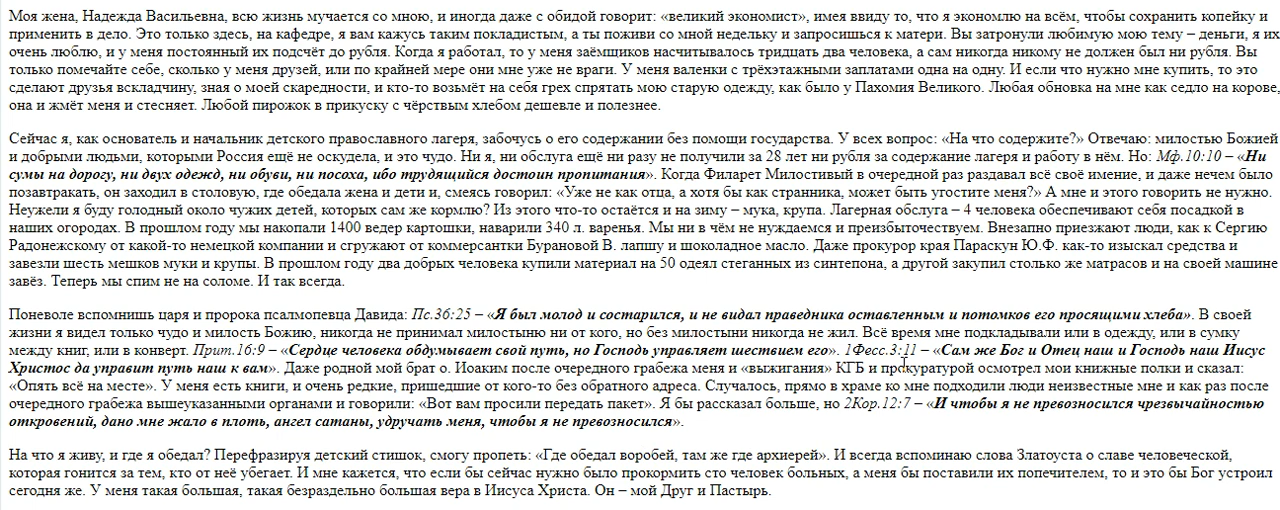 Моя жена, Надежда Васильевна, всю жизнь мучается со мною, и иногда даже с обидой говорит: «великий экономист», имея ввиду то, что я экономлю на всём, чтобы сохранить копейку и
применить в дело. Это только здесь, на кафедре, я вам кажусь таким покладистым, а ты поживи со мной недельку и запросишься к матери. Вы затронули любимую мою тему – деньги, я их
очень люблю, и у меня постоянный их подсчёт до рубля. Когда я работал, то у меня заёмщиков насчитывалось тридцать два человека, а сам никогда никому не должен был ни рубля. Вы
только помечайте себе, сколько у меня друзей, или по крайней мере они мне уже не враги. У меня валенки с трёхэтажными заплатами одна на одну. И если что нужно мне купить, то это
сделают друзья вскладчину, зная о моей скаредности, и кто-то возьмёт на себя грех спрятать мою старую одежду, как было у Пахомия Великого. Любая обновка на мне как седло на корове,
она и жмёт меня и стесняет. Любой пирожок в прикуску с чёрствым хлебом дешевле и полезнее.
Сейчас я, как основатель и начальник детского православного лагеря, забочусь о его содержании без помощи государства. У всех вопрос: «На что содержите?» Отвечаю: милостью Божией
и добрыми людьми, которыми Россия ещё не оскудела, и это чудо. Ни я, ни обслуга ещё ни разу не получили за 28 лет ни рубля за содержание лагеря и работу в нём. Но: Мф.10:10 – «Ни
сумы на дорогу, ни двух одежд, ни обуви, ни посоха, ибо трудящийся достоин пропитания». Когда Филарет Милостивый в очередной раз раздавал всё своё имение, и даже нечем было
позавтракать, он заходил в столовую, где обедала жена и дети и, смеясь говорил: «Уже не как отца, а хотя бы как странника, может быть угостите меня?» А мне и этого говорить не нужно.
Неужели я буду голодный около чужих детей, которых сам же кормлю? Из этого что-то остаётся и на зиму – мука, крупа. Лагерная обслуга – 4 человека обеспечивают себя посадкой в
наших огородах. В прошлом году мы накопали 1400 ведер картошки, наварили 340 л. варенья. Мы ни в чём не нуждаемся и преизбыточествуем. Внезапно приезжают люди, как к Сергию
Радонежскому от какой-то немецкой компании и сгружают от коммерсантки Бурановой В. лапшу и шоколадное масло. Даже прокурор края Параскун Ю.Ф. как-то изыскал средства и
завезли шесть мешков муки и крупы. В прошлом году два добрых человека купили материал на 50 одеял стеганных из синтепона, а другой закупил столько же матрасов и на своей машине
завёз. Теперь мы спим не на соломе. И так всегда.
Поневоле вспомнишь царя и пророка псалмопевца Давида: Пс.36:25 – «Я был молод и состарился, и не видал праведника оставленным и потомков его просящими хлеба». В своей
жизни я видел только чудо и милость Божию, никогда не принимал милостыню ни от кого, но без милостыни никогда не жил. Всё время мне подкладывали или в одежду, или в сумку
между книг, или в конверт. Прит.16:9 – «Сердце человека обдумывает свой путь, но Господь управляет шествием его». 1Фесс.3:11 – «Сам же Бог и Отец наш и Господь наш Иисус
Христос да управит путь наш к вам». Даже родной мой брат о. Иоаким после очередного грабежа меня и «выжигания» КГБ и прокуратурой осмотрел мои книжные полки и сказал:
«Опять всё на месте». У меня есть книги, и очень редкие, пришедшие от кого-то без обратного адреса. Случалось, прямо в храме ко мне подходили люди неизвестные мне и как раз после
очередного грабежа вышеуказанными органами и говорили: «Вот вам просили передать пакет». Я бы рассказал больше, но 2Кор.12:7 – «И чтобы я не превозносился чрезвычайностью
откровений, дано мне жало в плоть, ангел сатаны, удручать меня, чтобы я не превозносился».
На что я живу, и где я обедал? Перефразируя детский стишок, смогу пропеть: «Где обедал воробей, там же где архиерей». И всегда вспоминаю слова Златоуста о славе человеческой,
которая гонится за тем, кто от неё убегает. И мне кажется, что если бы сейчас нужно было прокормить сто человек больных, а меня бы поставили их попечителем, то и это бы Бог устроил
сегодня же. У меня такая большая, такая безраздельно большая вера в Иисуса Христа. Он – мой Друг и Пастырь.